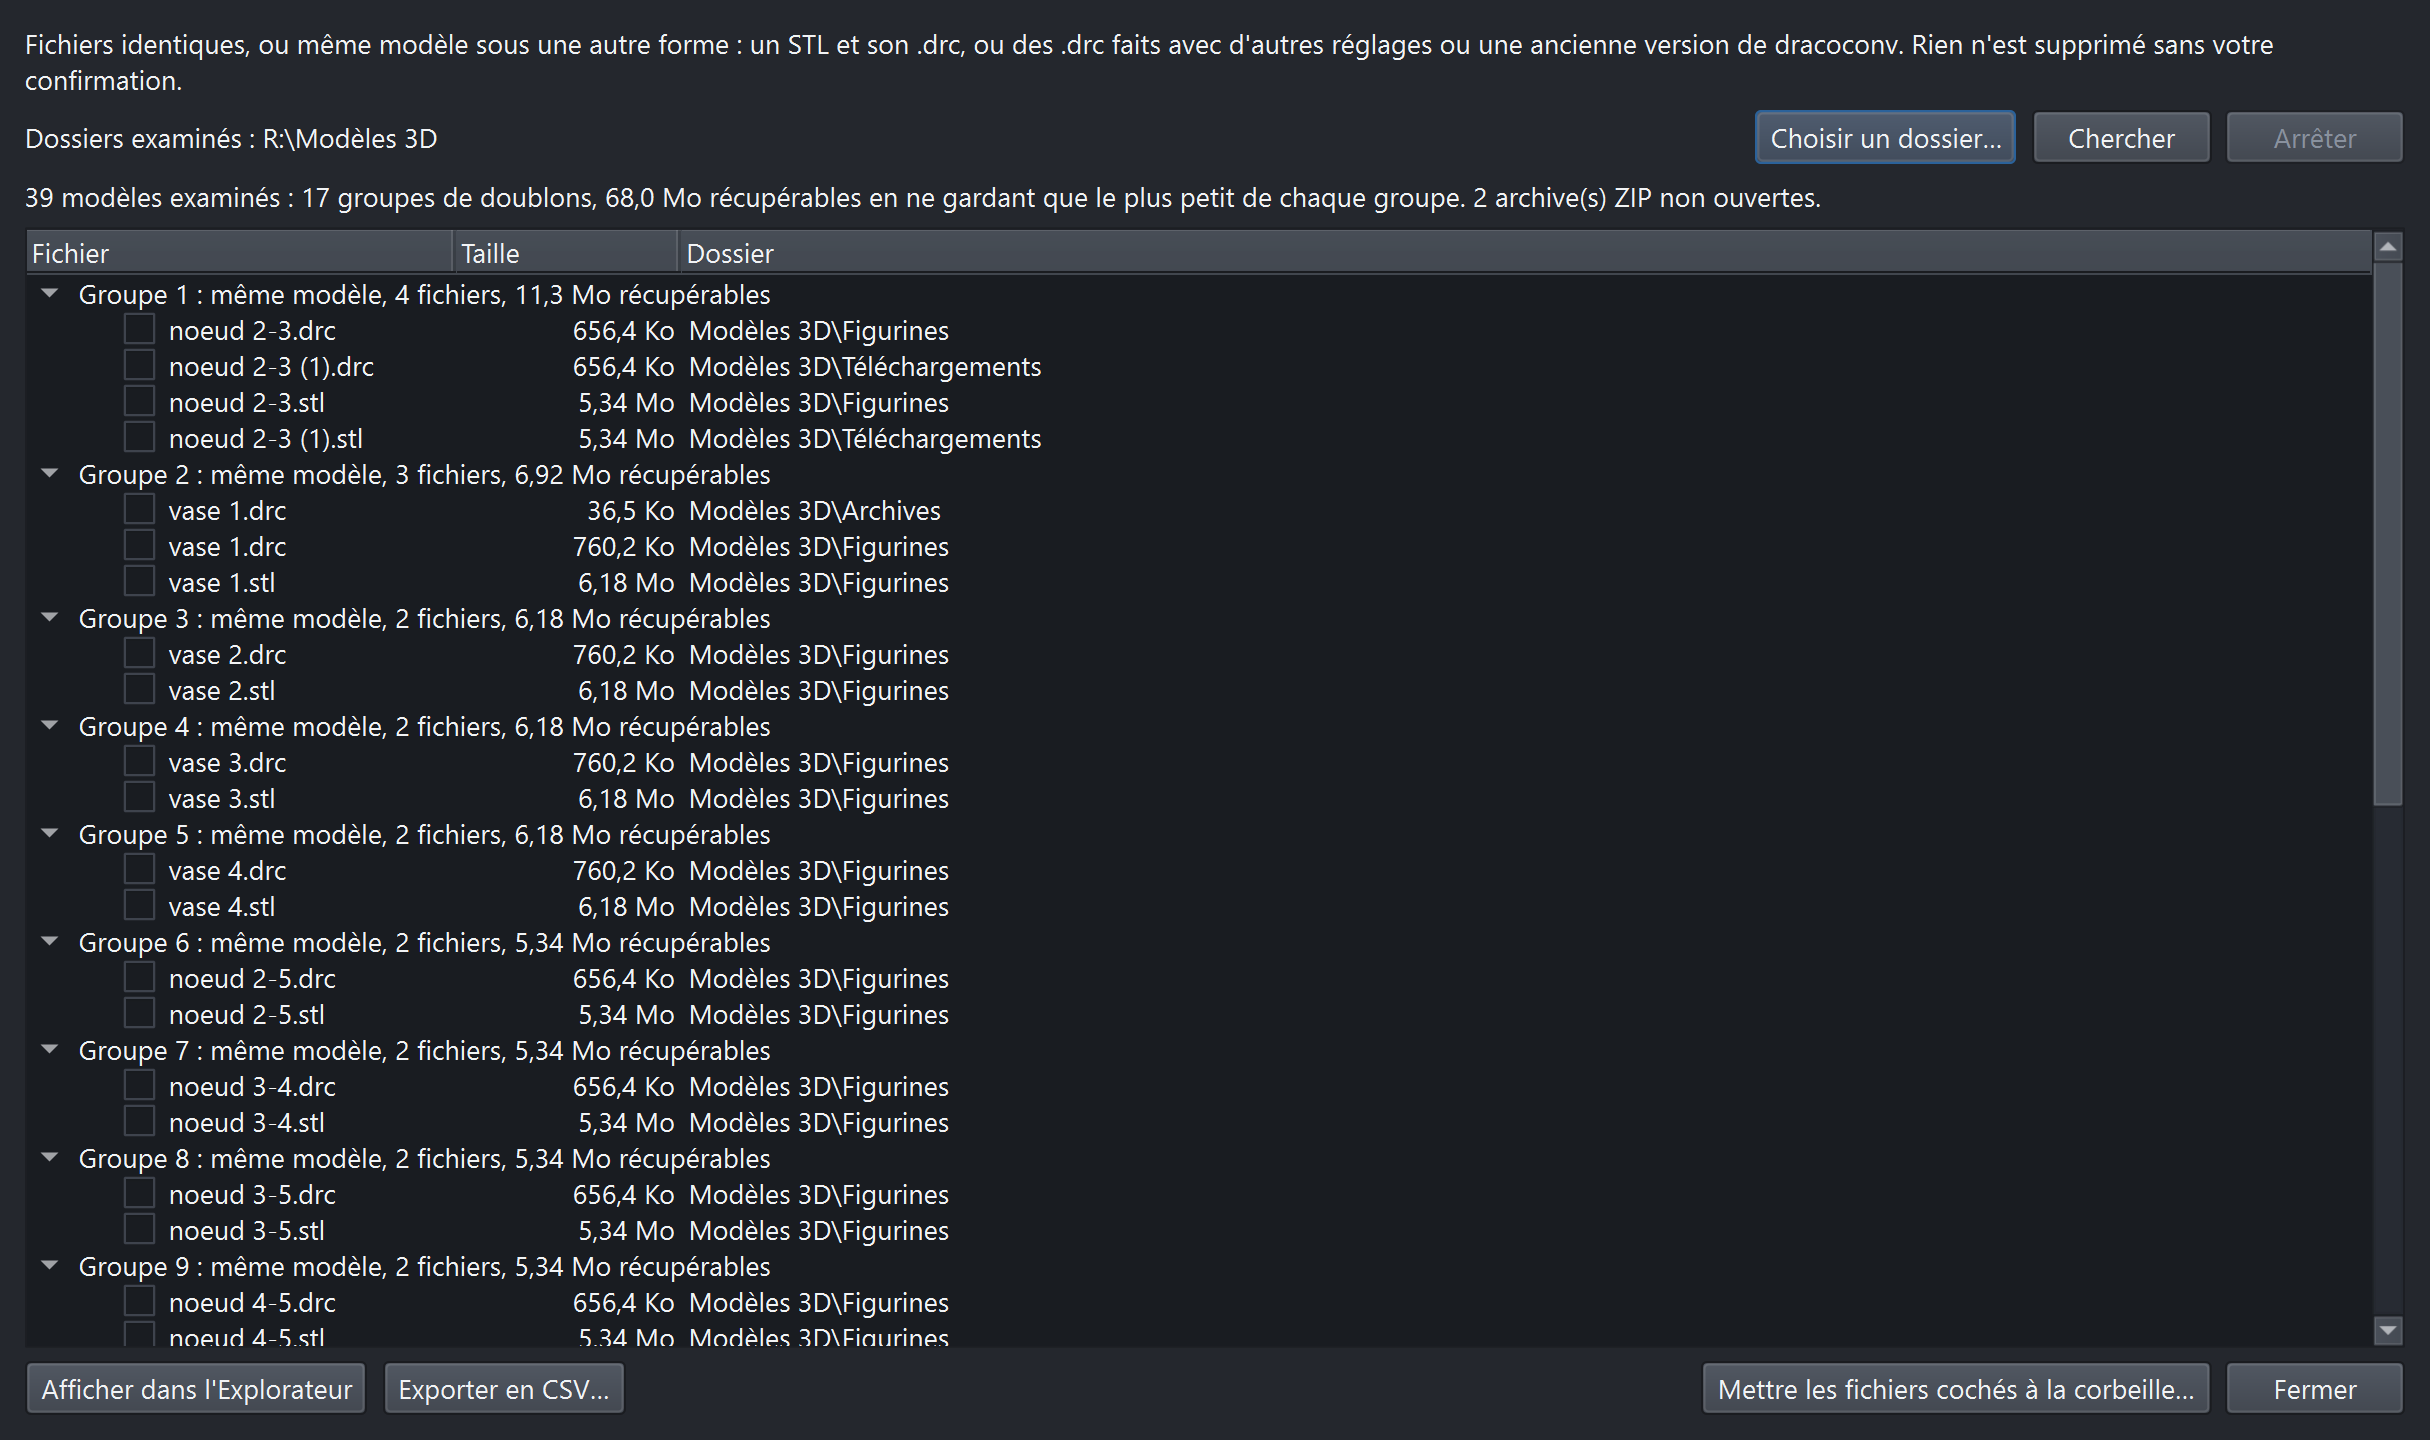 Fichiers identiques, ou même modèle sous une autre forme : un STL et son .drc, ou des .drc faits avec d'autres réglages ou une ancienne version de dracoconv. Rien n'est supprimé sans votre
confirmation.
Dossiers examinés : R:\Modèles 3D
Choisir un dossier...
Chercher
Arrêter
39 modèles examinés : 17 groupes de doublons, 68,0 Mo récupérables en ne gardant que le plus petit de chaque groupe. 2 archive(s) ZIP non ouvertes.
Fichier Taille Dossier
Groupe 1 : même modèle, 4 fichiers, 11,3 Mo récupérables
noeud 2-3.drc 656,4 Ko Modèles 3D\Figurines
noeud 2-3 (1).drc 656,4 Ko Modèles 3D\Téléchargements
noeud 2-3.stl 5,34 Mo Modèles 3D\Figurines
noeud 2-3 (1).stl 5,34 Mo Modèles 3D\Téléchargements
Groupe 2 : même modèle, 3 fichiers, 6,92 Mo récupérables
vase 1.drc 36,5 Ko Modèles 3D\Archives
vase 1.drc 760,2 Ko Modèles 3D\Figurines
vase 1.stl 6,18 Mo Modèles 3D\Figurines
Groupe 3 : même modèle, 2 fichiers, 6,18 Mo récupérables
vase 2.drc 760,2 Ko Modèles 3D\Figurines
vase 2.stl 6,18 Mo Modèles 3D\Figurines
Groupe 4 : même modèle, 2 fichiers, 6,18 Mo récupérables
vase 3.drc 760,2 Ko Modèles 3D\Figurines
vase 3.stl 6,18 Mo Modèles 3D\Figurines
Groupe 5 : même modèle, 2 fichiers, 6,18 Mo récupérables
vase 4.drc 760,2 Ko Modèles 3D\Figurines
vase 4.stl 6,18 Mo Modèles 3D\Figurines
Groupe 6 : même modèle, 2 fichiers, 5,34 Mo récupérables
noeud 2-5.drc 656,4 Ko Modèles 3D\Figurines
noeud 2-5.stl 5,34 Mo Modèles 3D\Figurines
Groupe 7 : même modèle, 2 fichiers, 5,34 Mo récupérables
noeud 3-4.drc 656,4 Ko Modèles 3D\Figurines
noeud 3-4.stl 5,34 Mo Modèles 3D\Figurines
Groupe 8 : même modèle, 2 fichiers, 5,34 Mo récupérables
noeud 3-5.drc 656,4 Ko Modèles 3D\Figurines
noeud 3-5.stl 5,34 Mo Modèles 3D\Figurines
Groupe 9 : même modèle, 2 fichiers, 5,34 Mo récupérables
noeud 4-5.drc 656,4 Ko Modèles 3D\Figurines
noeud 4-5.stl 5,34 Mo Modèles 3D\Figurines
Afficher dans l'Explorateur
Exporter en CSV...
Mettre les fichiers cochés à la corbeille...
Fermer